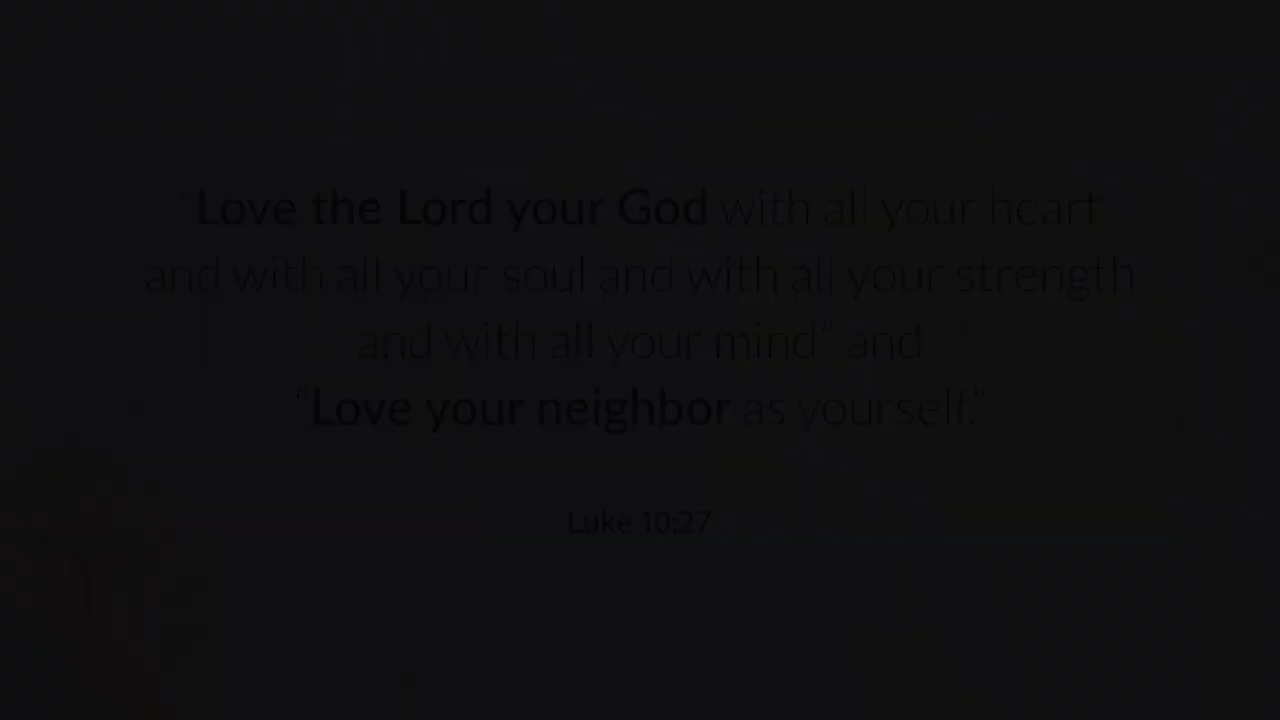 “Love the Lord your God with all your heart
and with all your soul and with all your strength
and with all your mind” and
“Love your neighbor as yourself.”
Luke 10:27